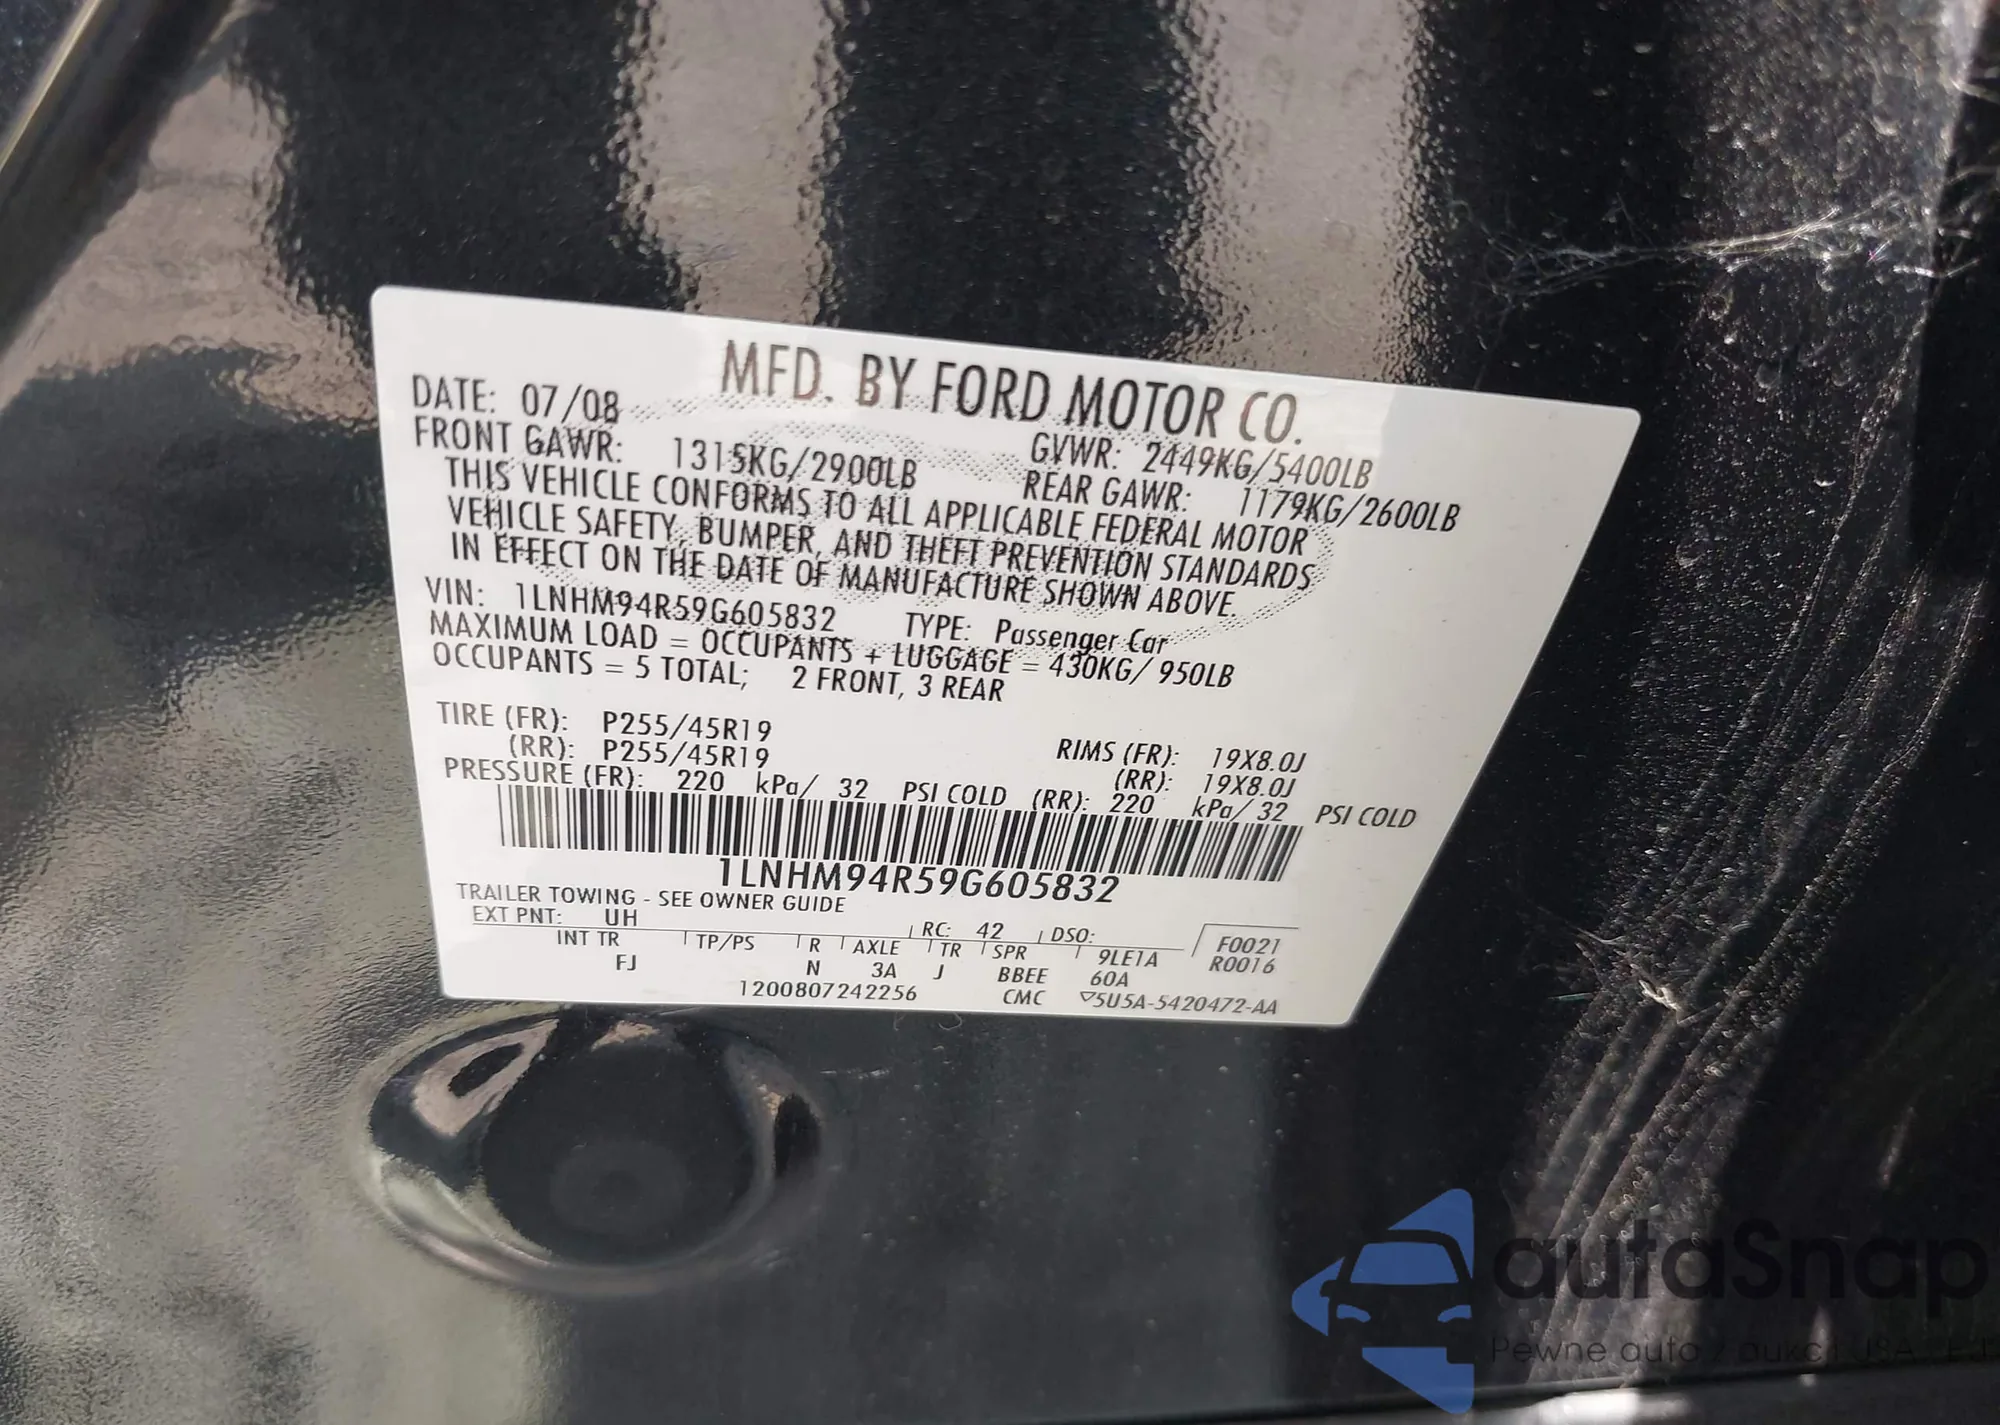 MFD. BY FORD MOTOR CO.
DATE: 07/08 GVWR: 2449KG/5400LB
FRONT GAWR: 1315KG/2900LB REAR GAWR: 1179KG/2600LB
THIS VEHICLE CONFORMS TO ALL APPLICABLE FEDERAL MOTOR
VEHICLE SAFETY, BUMPER, AND THEFT PREVENTION STANDARDS
IN EFFECT ON THE DATE OF MANUFACTURE SHOWN ABOVE.
VIN: 1LNHM94R59G605832 TYPE: Passenger Car
MAXIMUM LOAD = OCCUPANTS + LUGGAGE = 430KG/ 950LB
OCCUPANTS = 5 TOTAL; 2 FRONT, 3 REAR
TIRE (FR): P255/45R19 RIMS (FR): 19X8.0J
(RR): P255/45R19 (RR): 19X8.0J
PRESSURE (FR): 220 kPa/ 32 PSI COLD (RR): 220 kPa/ 32 PSI COLD
1LNHM94R59G605832
TRAILER TOWING - SEE OWNER GUIDE
EXT PNT: UH RC: 42 DSO: F0021
INT TR TP/PS R AXLE TR SPR 9LE1A R0016
FJ N 3A J BBEE 60A
1200807242256 CMC ▽5U5A-5420472-AA
autaSnap
Pewne auta z aukcji USA